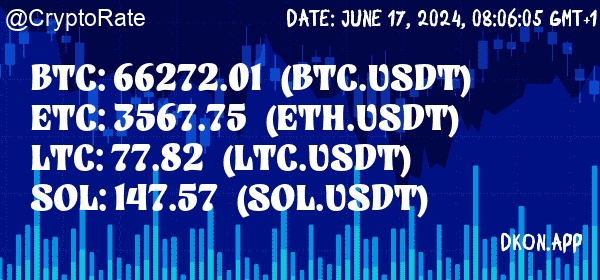 @CryptoRate
DATE: JUNE 17, 2024, 08:06:05 GMT+1
BTC: 66272.01 (BTC.USDT)
ETC: 3567.75 (ETH.USDT)
LTC: 77.82 (LTC.USDT)
SOL: 147.57 (SOL.USDT)
DKON.APP